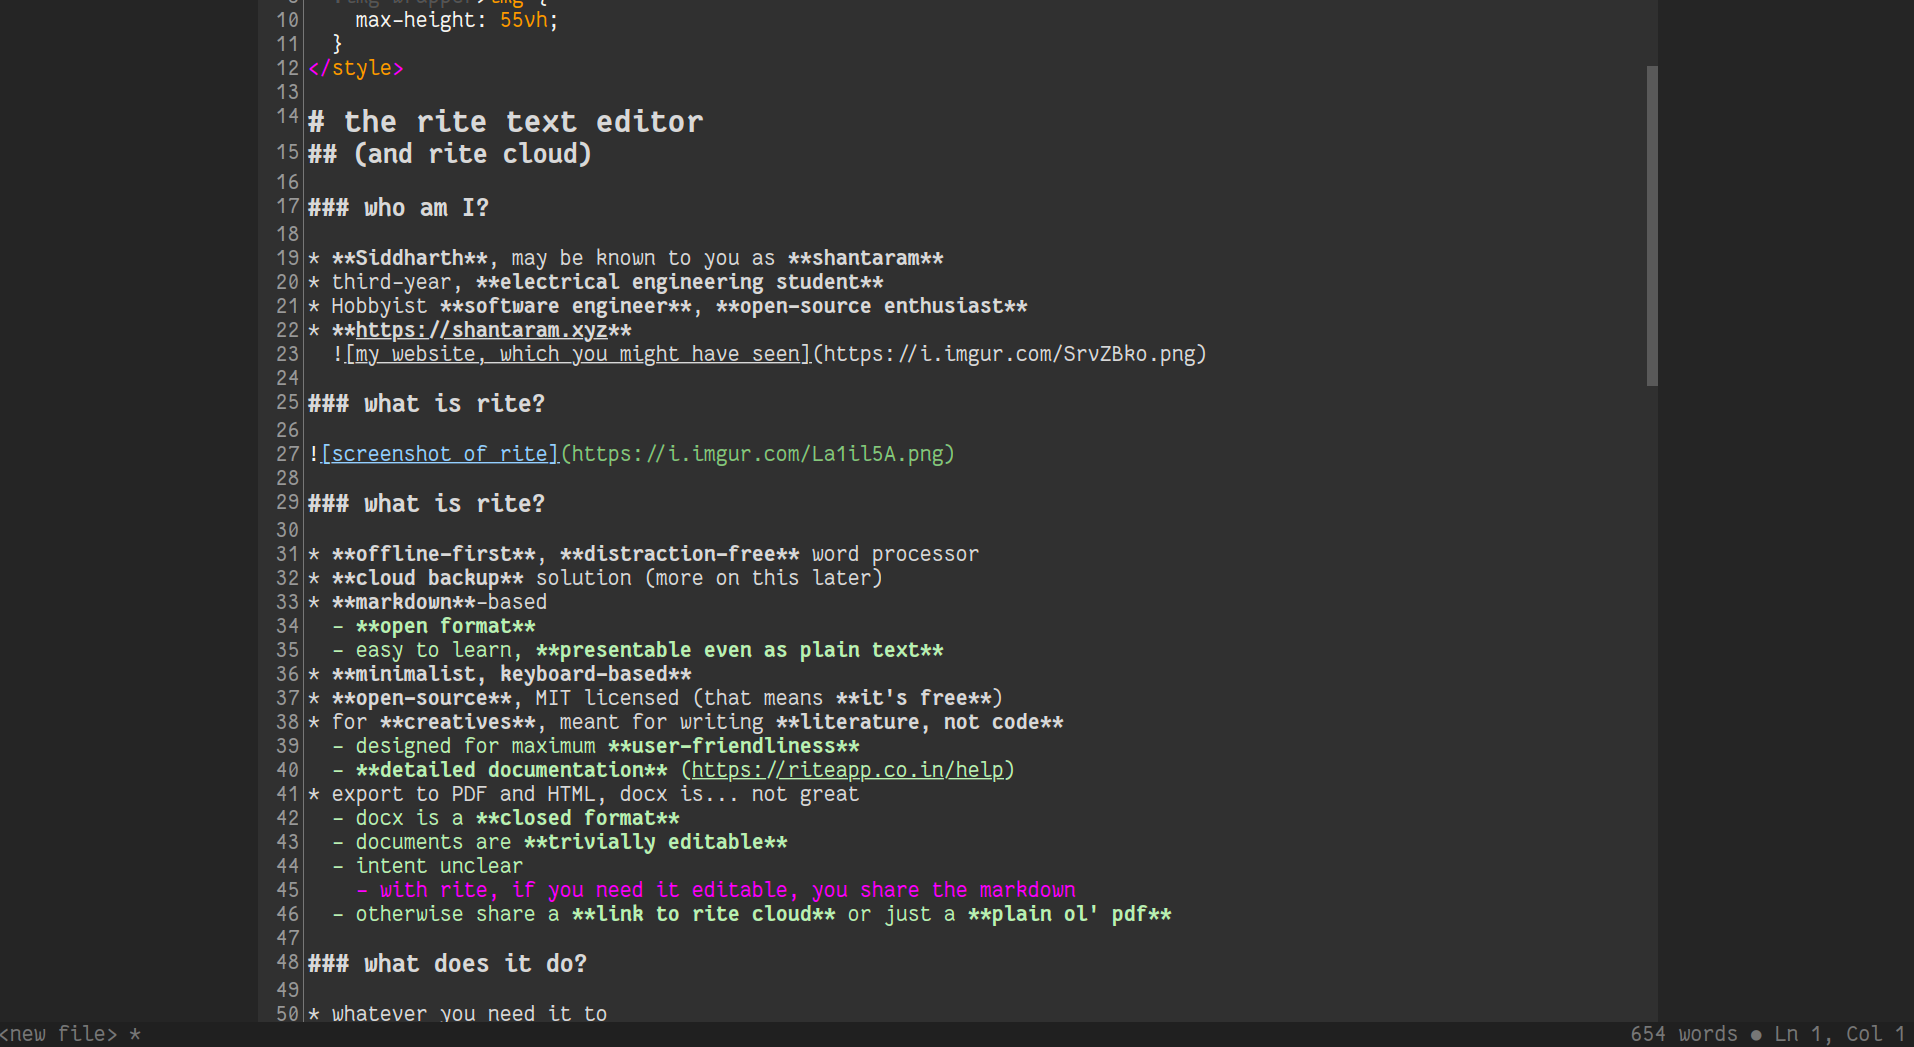 10 max-height: 55vh;
11 }
12 </style>
13
14 # the rite text editor
15 ## (and rite cloud)
16
17 ### who am I?
18
19 * **Siddharth**, may be known to you as **shantaram**
20 * third-year, **electrical engineering student**
21 * Hobbyist **software engineer**, **open-source enthusiast**
22 * **https://shantaram.xyz**
23 ![my website, which you might have seen](https://i.imgur.com/SrvZBko.png)
24
25 ### what is rite?
26
27 ![screenshot of rite](https://i.imgur.com/La1il5A.png)
28
29 ### what is rite?
30
31 * **offline-first**, **distraction-free** word processor
32 * **cloud backup** solution (more on this later)
33 * **markdown**-based
34 - **open format**
35 - easy to learn, **presentable even as plain text**
36 * **minimalist, keyboard-based**
37 * **open-source**, MIT licensed (that means **it's free**)
38 * for **creatives**, meant for writing **literature, not code**
39 - designed for maximum **user-friendliness**
40 - **detailed documentation** (https://riteapp.co.in/help)
41 * export to PDF and HTML, docx is... not great
42 - docx is a **closed format**
43 - documents are **trivially editable**
44 - intent unclear
45 - with rite, if you need it editable, you share the markdown
46 - otherwise share a **link to rite cloud** or just a **plain ol' pdf**
47
48 ### what does it do?
49
50 * whatever you need it to
<new file> * 654 words ● Ln 1, Col 1